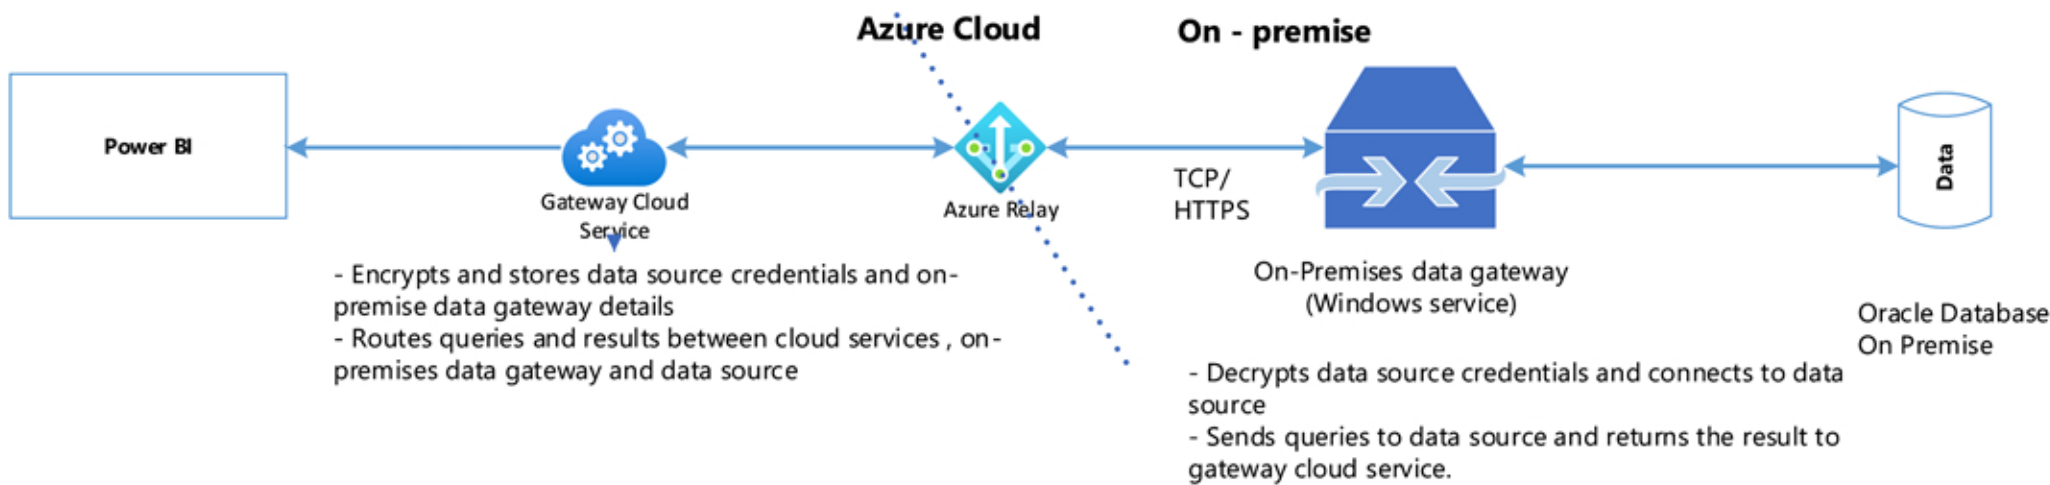 Azure Cloud
On - premise
Power BI
Gateway Cloud
Service
Azure Relay
TCP/
HTTPS
Data
- Encrypts and stores data source credentials and on-
premise data gateway details
- Routes queries and results between cloud services , on-
premises data gateway and data source
On-Premises data gateway
(Windows service)
Oracle Database
On Premise
- Decrypts data source credentials and connects to data
source
- Sends queries to data source and returns the result to
gateway cloud service.